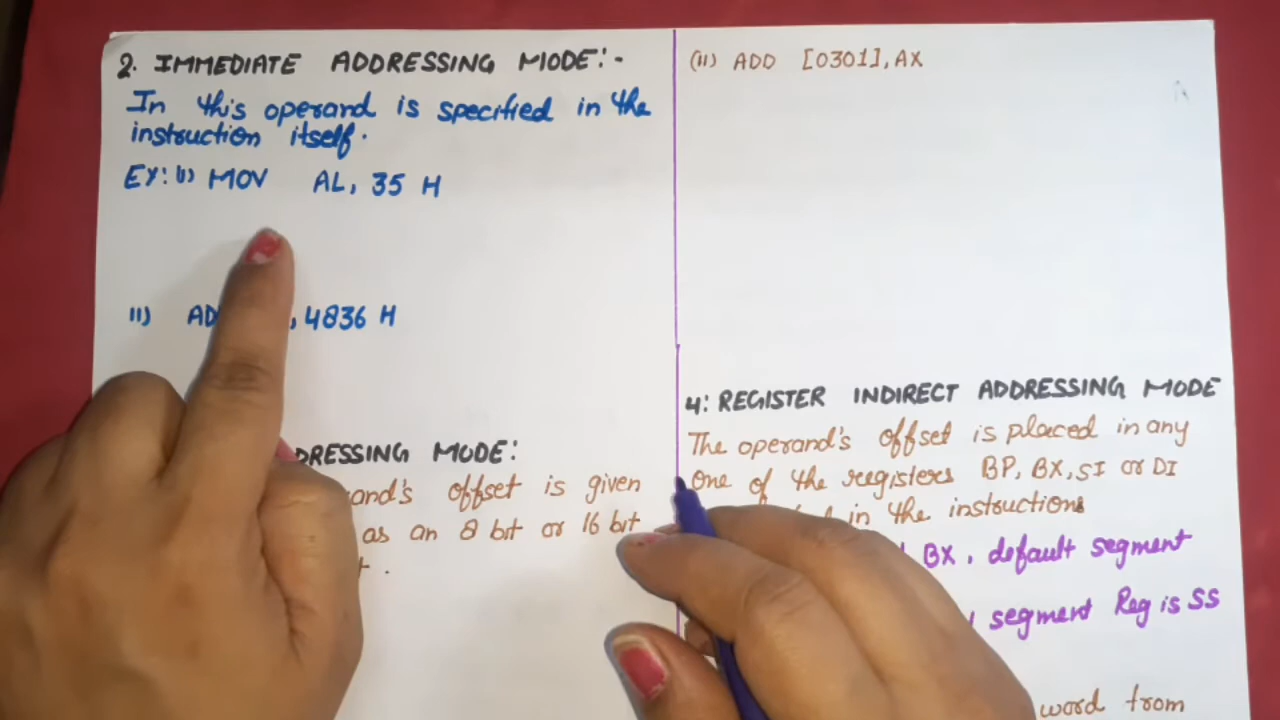 2. IMMEDIATE ADDRESSING MODE:-
In this operand is specified in the
instruction itself.
EX: (i) MOV AL, 35 H
II) AD , 4836 H
DRESSING MODE:
and's offset is given
as an 8 bit or 16 bit
(II) ADD [0301], AX
4: REGISTER INDIRECT ADDRESSING MODE
The operand's offset is placed in any
one of the registers BP, BX, SI or DI
in the instructions
BX, default segment
segment Reg is SS
word from